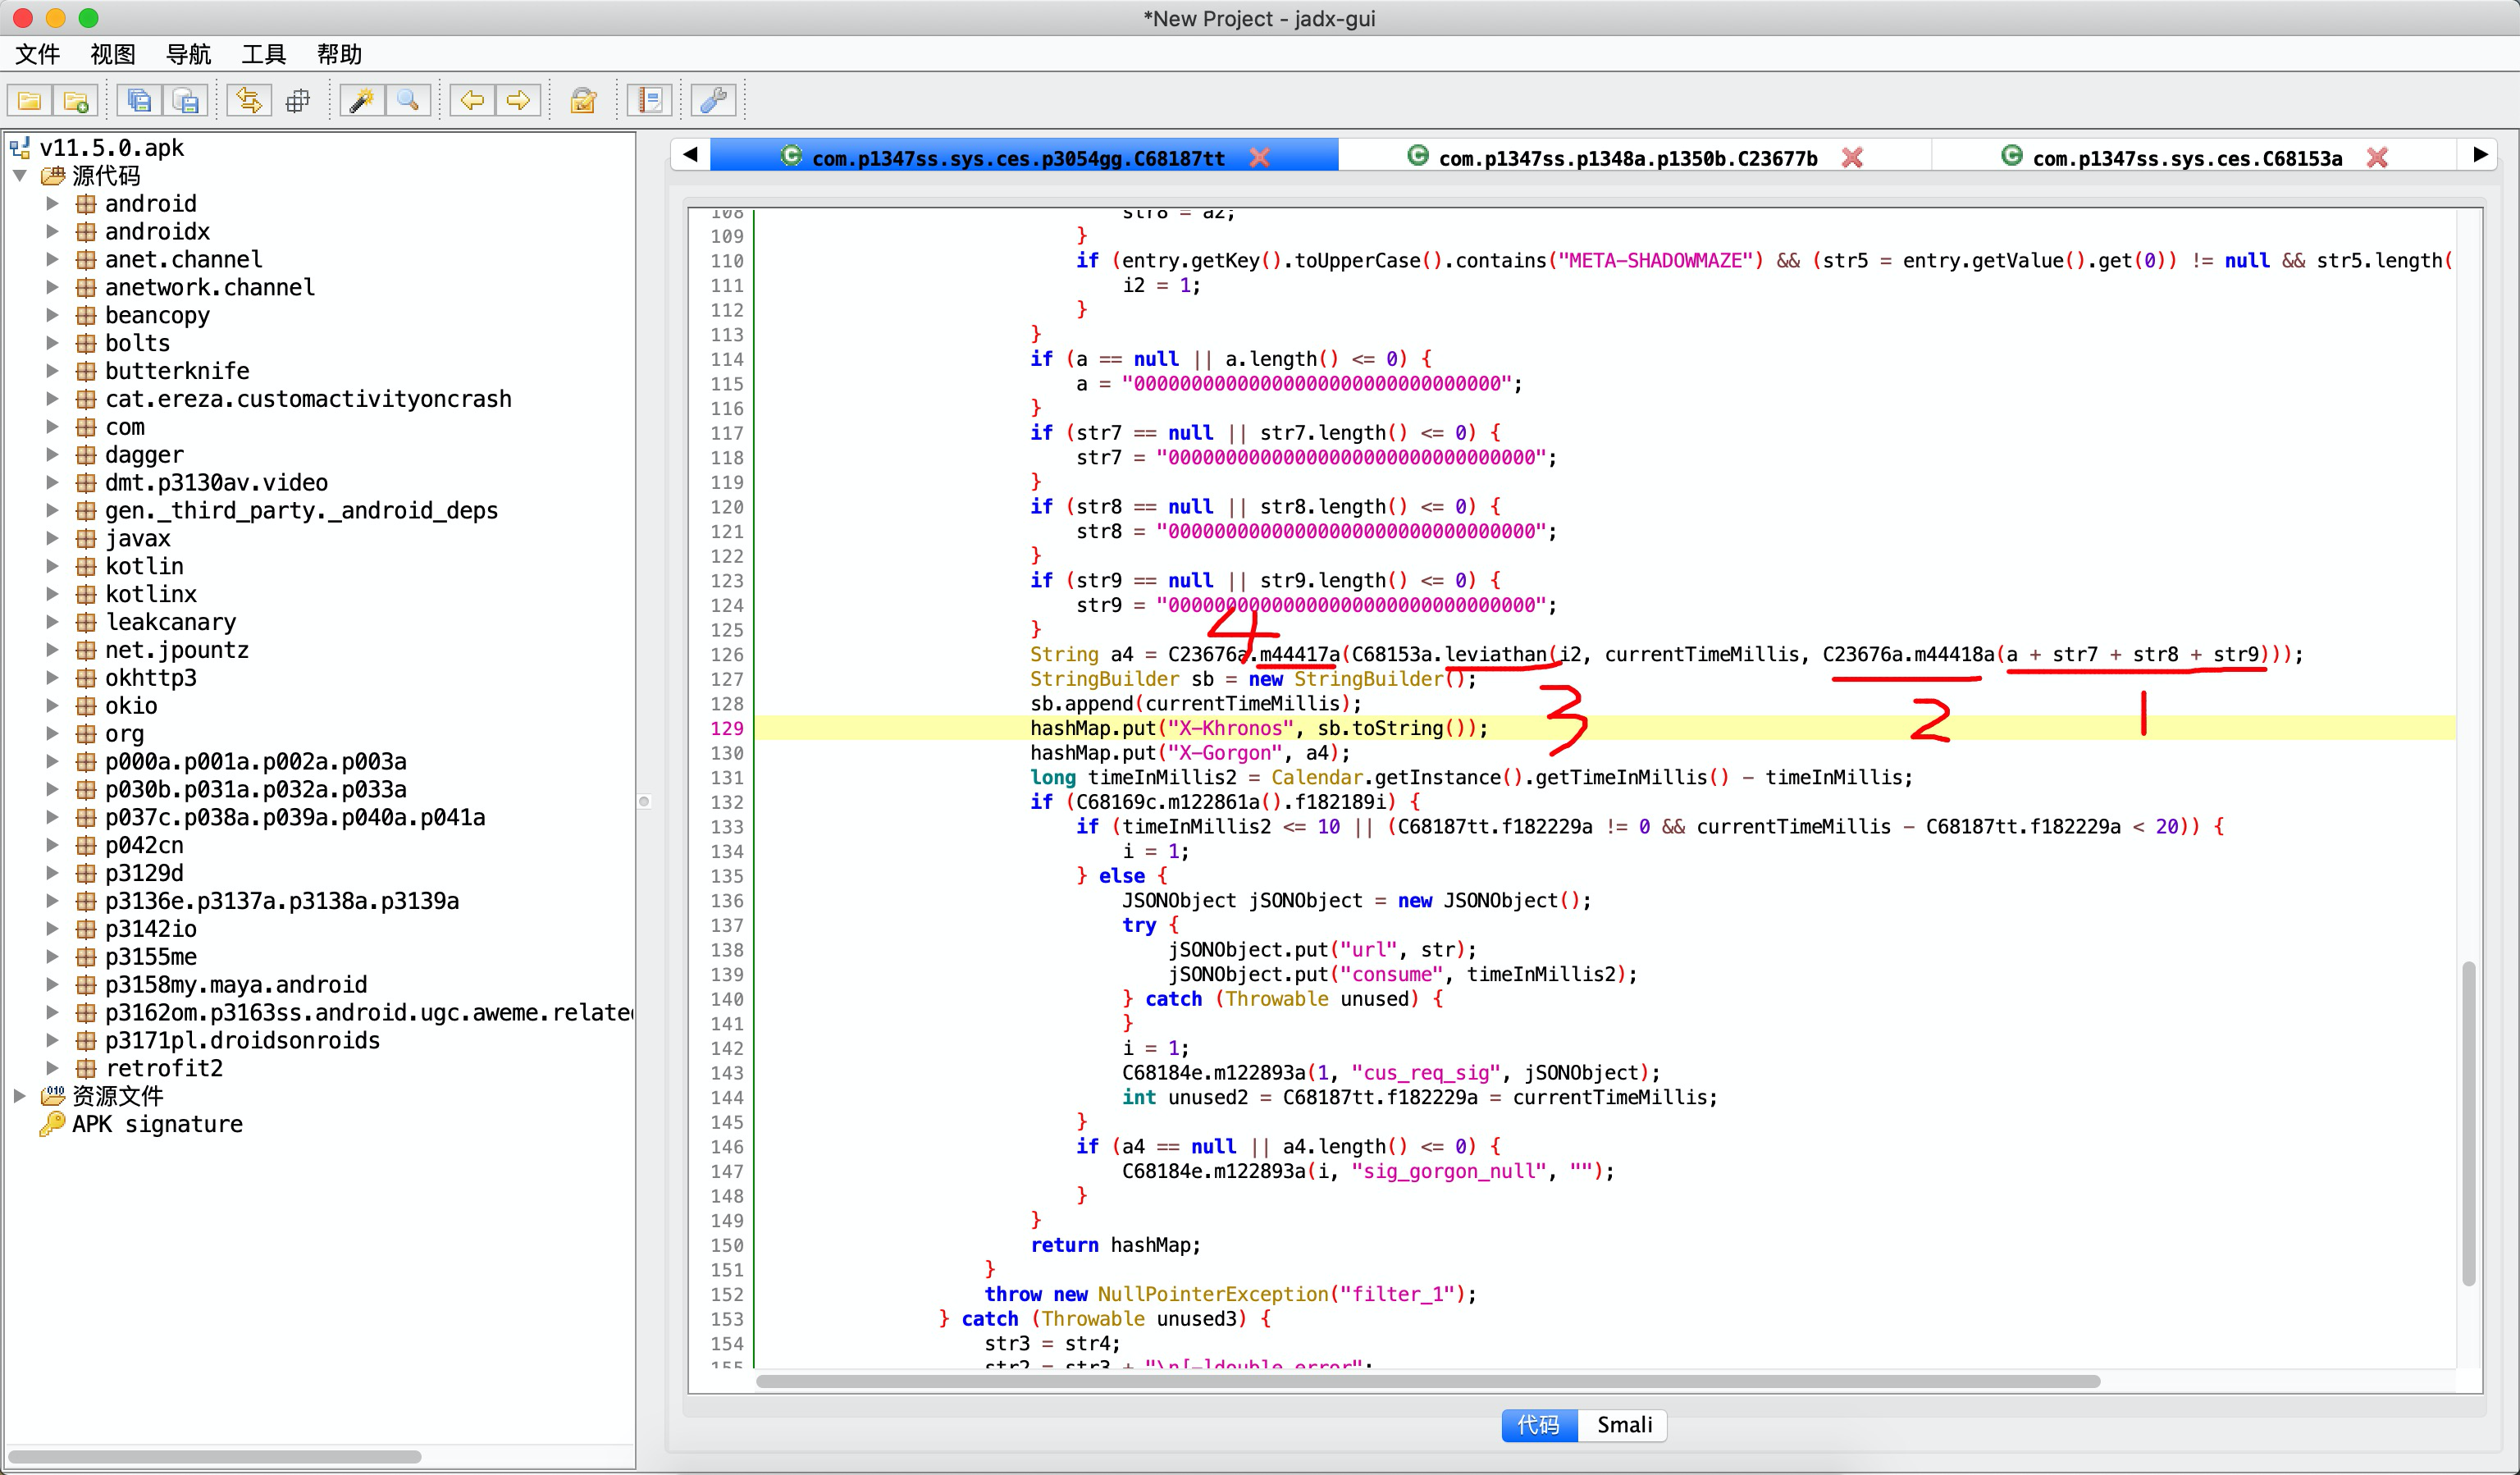 *New Project - jadx-gui
文件 视图 导航 工具 帮助
v11.5.0.apk
源代码
android
androidx
anet.channel
anetwork.channel
beancopy
bolts
butterknife
cat.ereza.customactivityoncrash
com
dagger
dmt.p3130av.video
gen._third_party._android_deps
javax
kotlin
kotlinx
leakcanary
net.jpountz
okhttp3
okio
org
p000a.p001a.p002a.p003a
p030b.p031a.p032a.p033a
p037c.p038a.p039a.p040a.p041a
p042cn
p3129d
p3136e.p3137a.p3138a.p3139a
p3142io
p3155me
p3158my.maya.android
p3162om.p3163ss.android.ugc.aweme.related
p3171pl.droidsonroids
retrofit2
资源文件
APK signature
com.p1347ss.sys.ces.p3054gg.C68187tt com.p1347ss.p1348a.p1350b.C23677b com.p1347ss.sys.ces.C68153a
108 str8 = a2;
109 }
110 if (entry.getKey().toUpperCase().contains("META-SHADOWMAZE") && (str5 = entry.getValue().get(0)) != null && str5.length(
111 i2 = 1;
112 }
113 }
114 if (a == null || a.length() <= 0) {
115 a = "00000000000000000000000000000000";
116 }
117 if (str7 == null || str7.length() <= 0) {
118 str7 = "00000000000000000000000000000000";
119 }
120 if (str8 == null || str8.length() <= 0) {
121 str8 = "00000000000000000000000000000000";
122 }
123 if (str9 == null || str9.length() <= 0) {
124 str9 = "00000000000000000000000000000000";
125 }
4
126 String a4 = C23676a.m44417a(C68153a.leviathan(i2, currentTimeMillis, C23676a.m44418a(a + str7 + str8 + str9)));
127 StringBuilder sb = new StringBuilder();
3 2 1
128 sb.append(currentTimeMillis);
129 hashMap.put("X-Khronos", sb.toString());
130 hashMap.put("X-Gorgon", a4);
131 long timeInMillis2 = Calendar.getInstance().getTimeInMillis() - timeInMillis;
132 if (C68169c.m122861a().f182189i) {
133 if (timeInMillis2 <= 10 || (C68187tt.f182229a != 0 && currentTimeMillis - C68187tt.f182229a < 20)) {
134 i = 1;
135 } else {
136 JSONObject jSONObject = new JSONObject();
137 try {
138 jSONObject.put("url", str);
139 jSONObject.put("consume", timeInMillis2);
140 } catch (Throwable unused) {
141 }
142 i = 1;
143 C68184e.m122893a(1, "cus_req_sig", jSONObject);
144 int unused2 = C68187tt.f182229a = currentTimeMillis;
145 }
146 if (a4 == null || a4.length() <= 0) {
147 C68184e.m122893a(i, "sig_gorgon_null", "");
148 }
149 }
150 return hashMap;
151 }
152 throw new NullPointerException("filter_1");
153 } catch (Throwable unused3) {
154 str3 = str4;
155 str2 = str3 + "\n[-]double error";
代码 Smali